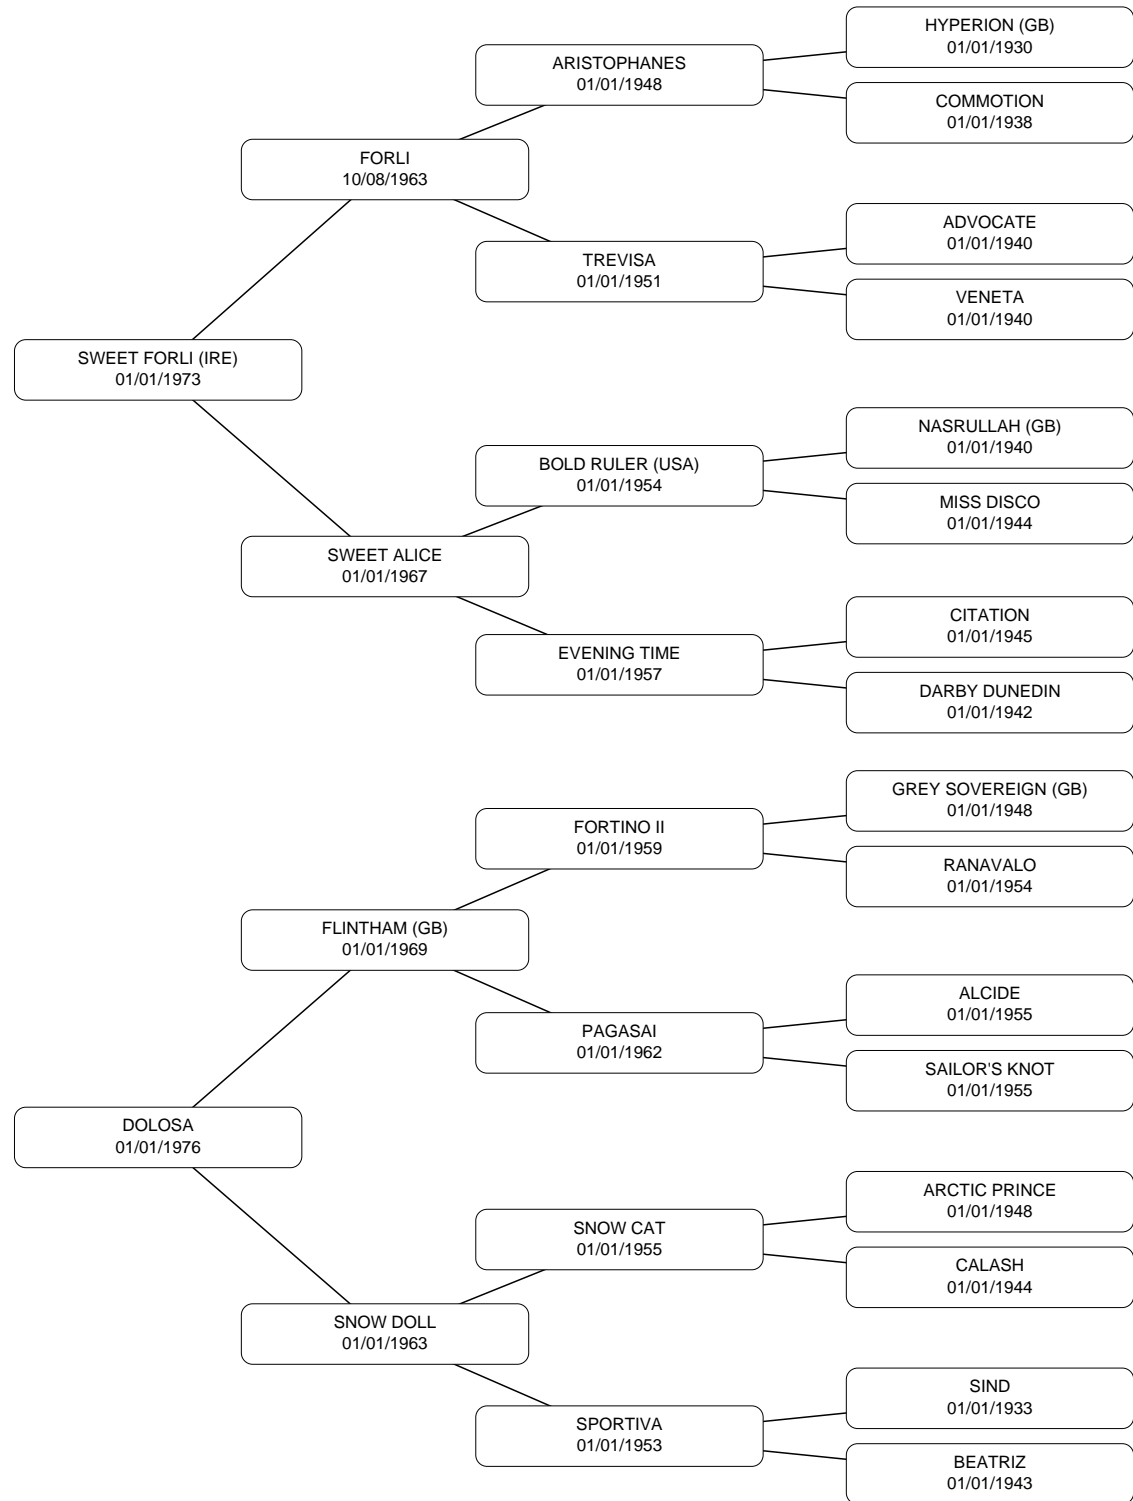 HYPERION (GB)
01/01/1930
ARISTOPHANES
01/01/1948
COMMOTION
01/01/1938
FORLI
10/08/1963
ADVOCATE
01/01/1940
TREVISA
01/01/1951
VENETA
01/01/1940
SWEET FORLI (IRE)
01/01/1973
NASRULLAH (GB)
01/01/1940
BOLD RULER (USA)
01/01/1954
MISS DISCO
01/01/1944
SWEET ALICE
01/01/1967
CITATION
01/01/1945
EVENING TIME
01/01/1957
DARBY DUNEDIN
01/01/1942
GREY SOVEREIGN (GB)
01/01/1948
FORTINO II
01/01/1959
RANAVALO
01/01/1954
FLINTHAM (GB)
01/01/1969
ALCIDE
01/01/1955
PAGASAI
01/01/1962
SAILOR'S KNOT
01/01/1955
DOLOSA
01/01/1976
ARCTIC PRINCE
01/01/1948
SNOW CAT
01/01/1955
CALASH
01/01/1944
SNOW DOLL
01/01/1963
SIND
01/01/1933
SPORTIVA
01/01/1953
BEATRIZ
01/01/1943